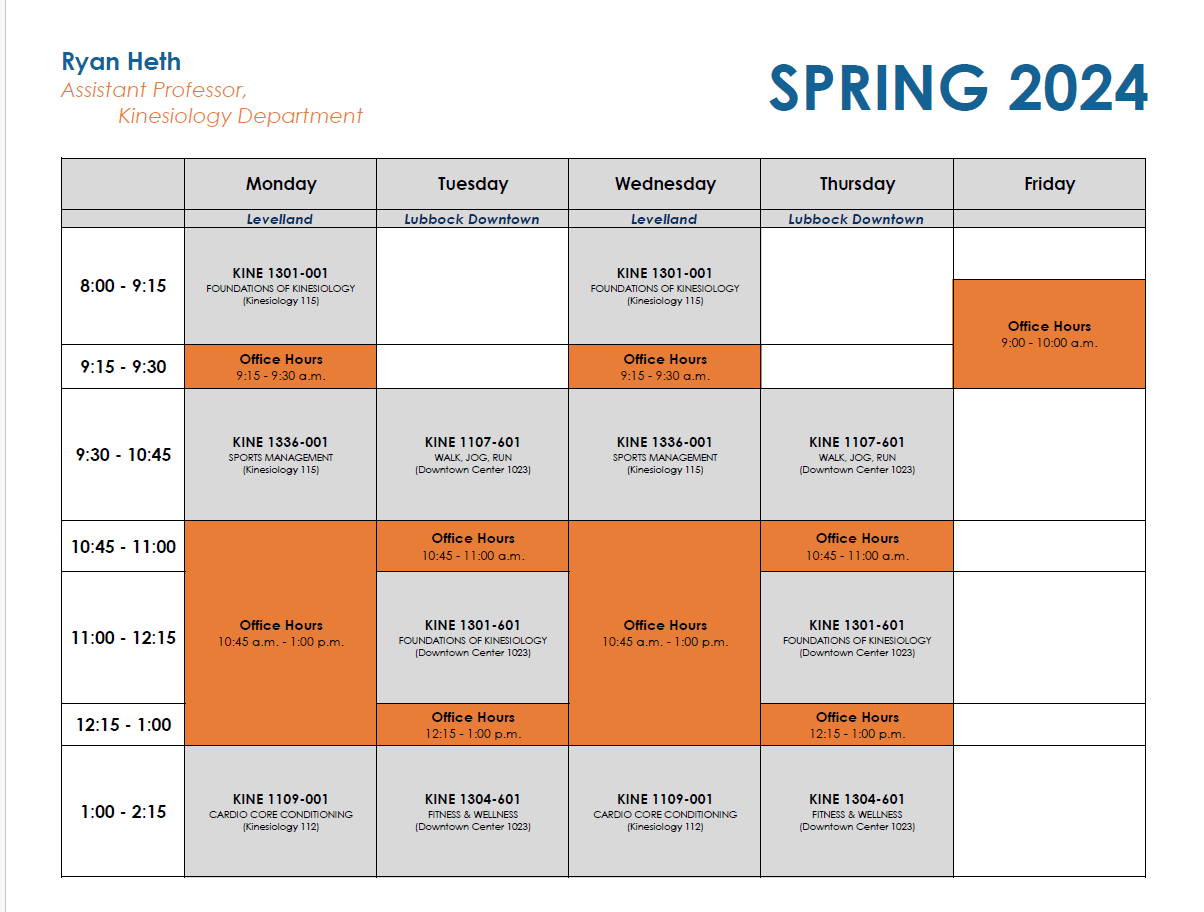 Ryan Heth
Assistant Professor,
Kinesiology Department
SPRING 2024
Monday
Tuesday
Wednesday
Thursday
Friday
Levelland
Lubbock Downtown
Levelland
Lubbock Downtown
8:00 - 9:15
KINE 1301-001
FOUNDATIONS OF KINESIOLOGY
(Kinesiology 115)
KINE 1301-001
FOUNDATIONS OF KINESIOLOGY
(Kinesiology 115)
Office Hours
9:00 - 10:00 a.m.
9:15 - 9:30
Office Hours
9:15 - 9:30 a.m.
Office Hours
9:15 - 9:30 a.m.
9:30 - 10:45
KINE 1336-001
SPORTS MANAGEMENT
(Kinesiology 115)
KINE 1107-601
WALK, JOG, RUN
(Downtown Center 1023)
KINE 1336-001
SPORTS MANAGEMENT
(Kinesiology 115)
KINE 1107-601
WALK, JOG, RUN
(Downtown Center 1023)
10:45 - 11:00
Office Hours
10:45 a.m. - 1:00 p.m.
Office Hours
10:45 - 11:00 a.m.
Office Hours
10:45 a.m. - 1:00 p.m.
Office Hours
10:45 - 11:00 a.m.
11:00 - 12:15
KINE 1301-601
FOUNDATIONS OF KINESIOLOGY
(Downtown Center 1023)
KINE 1301-601
FOUNDATIONS OF KINESIOLOGY
(Downtown Center 1023)
12:15 - 1:00
Office Hours
12:15 - 1:00 p.m.
Office Hours
12:15 - 1:00 p.m.
1:00 - 2:15
KINE 1109-001
CARDIO CORE CONDITIONING
(Kinesiology 112)
KINE 1304-601
FITNESS & WELLNESS
(Downtown Center 1023)
KINE 1109-001
CARDIO CORE CONDITIONING
(Kinesiology 112)
KINE 1304-601
FITNESS & WELLNESS
(Downtown Center 1023)